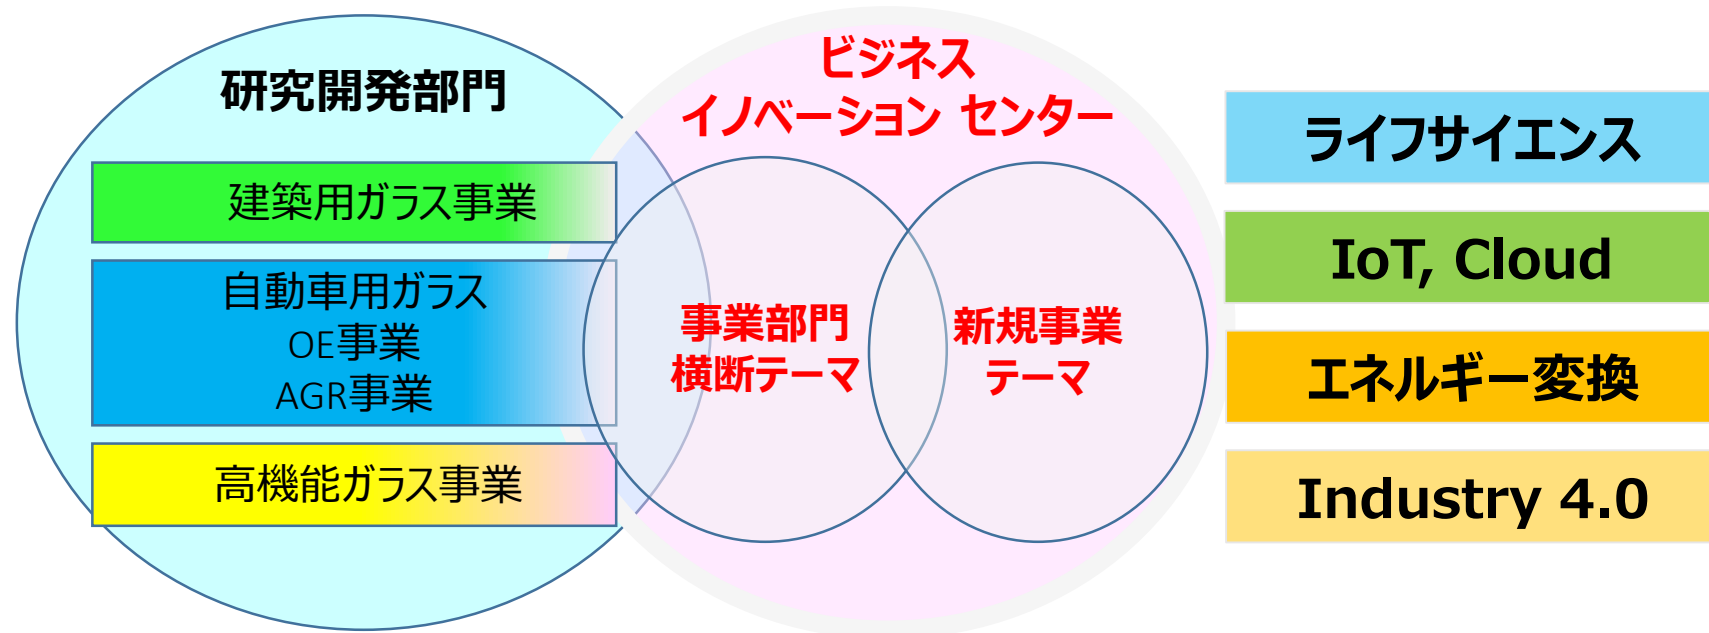 研究開発部門
建築用ガラス事業
自動車用ガラス
OE事業
AGR事業
高機能ガラス事業
ビジネス
イノベーション センター
事業部門
横断テーマ
新規事業
テーマ
ライフサイエンス
IoT, Cloud
エネルギー変換
Industry 4.0